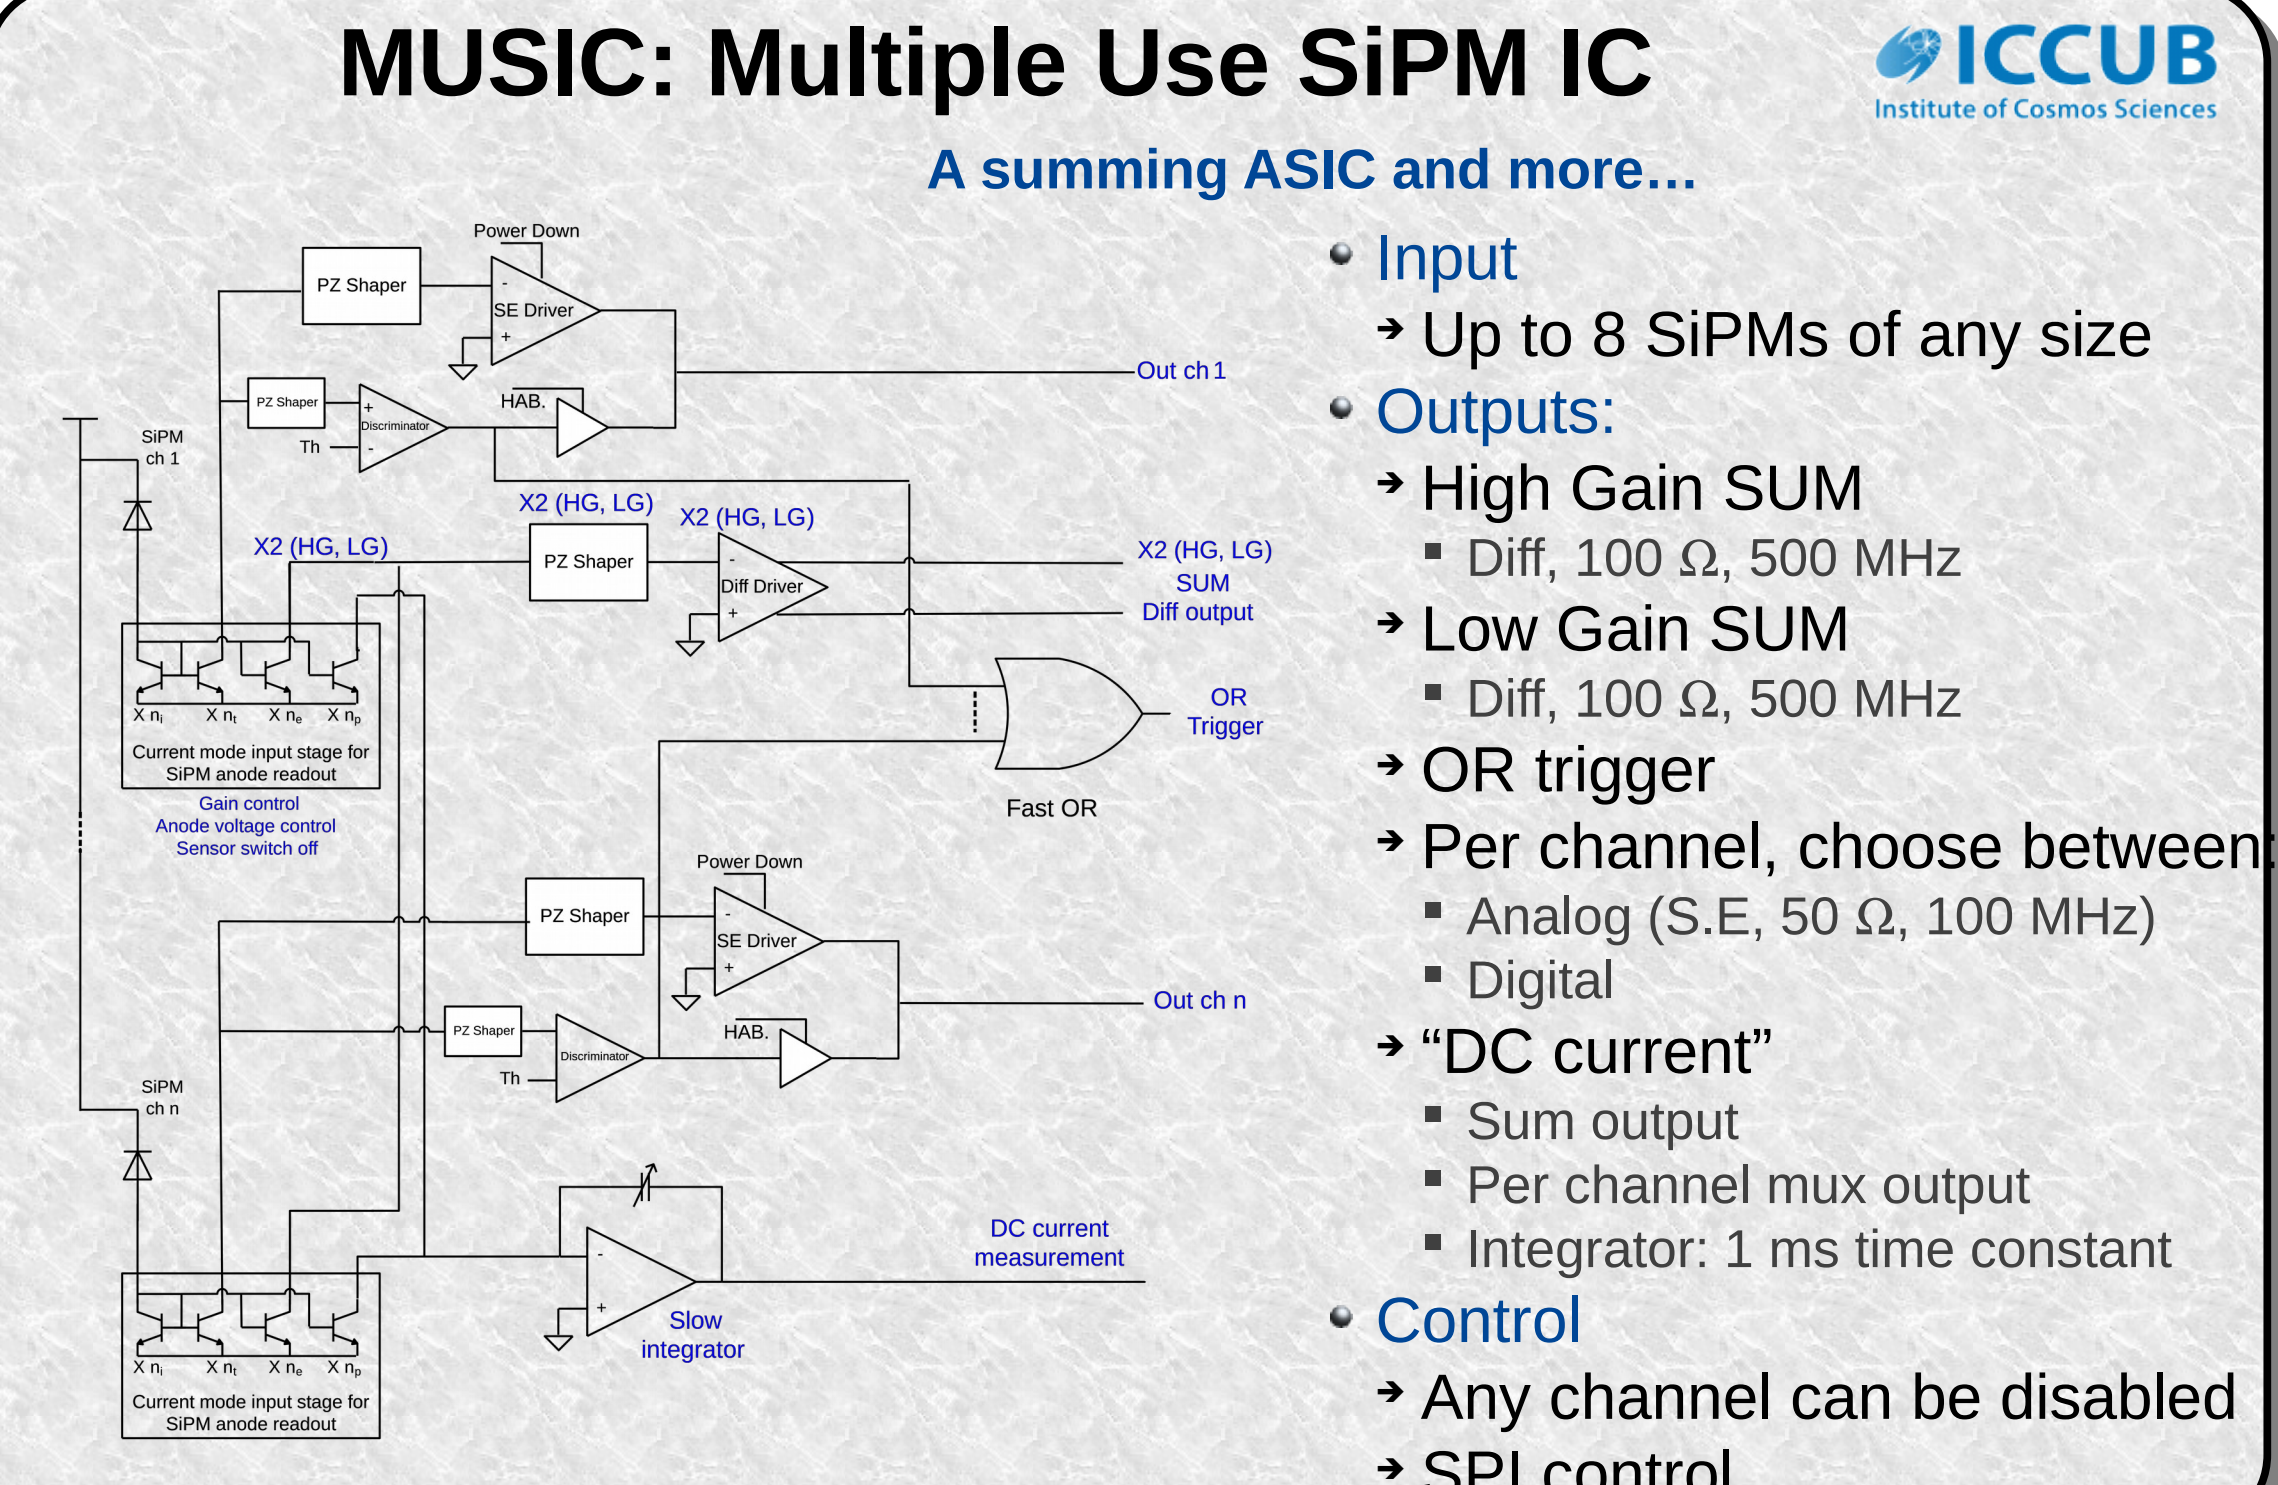 MUSIC: Multiple Use SiPM IC
ICCUB
Institute of Cosmos Sciences
A summing ASIC and more…
Power Down
PZ Shaper
-
SE Driver
+
Out ch 1
PZ Shaper
+
Discriminator
-
Th
HAB.
SiPM
ch 1
X2 (HG, LG)
X2 (HG, LG)
X2 (HG, LG)
PZ Shaper
-
Diff Driver
+
X2 (HG, LG)
SUM
Diff output
X ni
X nt
X ne
X np
Current mode input stage for
SiPM anode readout
Gain control
Anode voltage control
Sensor switch off
OR
Trigger
Fast OR
Power Down
PZ Shaper
-
SE Driver
+
Out ch n
PZ Shaper
Discriminator
Th
HAB.
SiPM
ch n
DC current
measurement
-
+
Slow
integrator
X ni
X nt
X ne
X np
Current mode input stage for
SiPM anode readout
Input
Up to 8 SiPMs of any size
Outputs:
High Gain SUM
Diff, 100 Ω, 500 MHz
Low Gain SUM
Diff, 100 Ω, 500 MHz
OR trigger
Per channel, choose between:
Analog (S.E, 50 Ω, 100 MHz)
Digital
“DC current”
Sum output
Per channel mux output
Integrator: 1 ms time constant
Control
Any channel can be disabled
SPI control